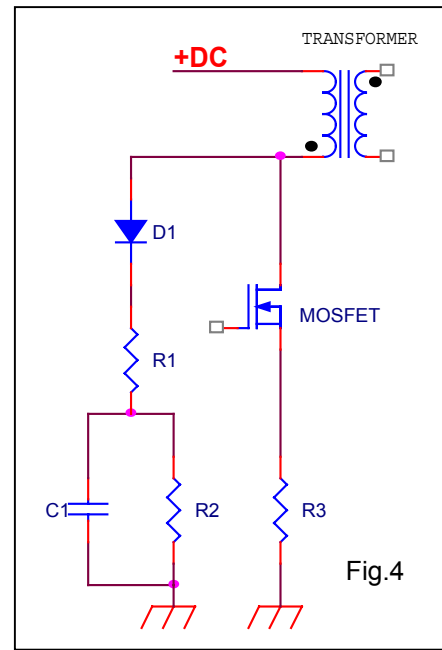 TRANSFORMER
+DC
D1
MOSFET
R1
C1
R2
R3
Fig.4